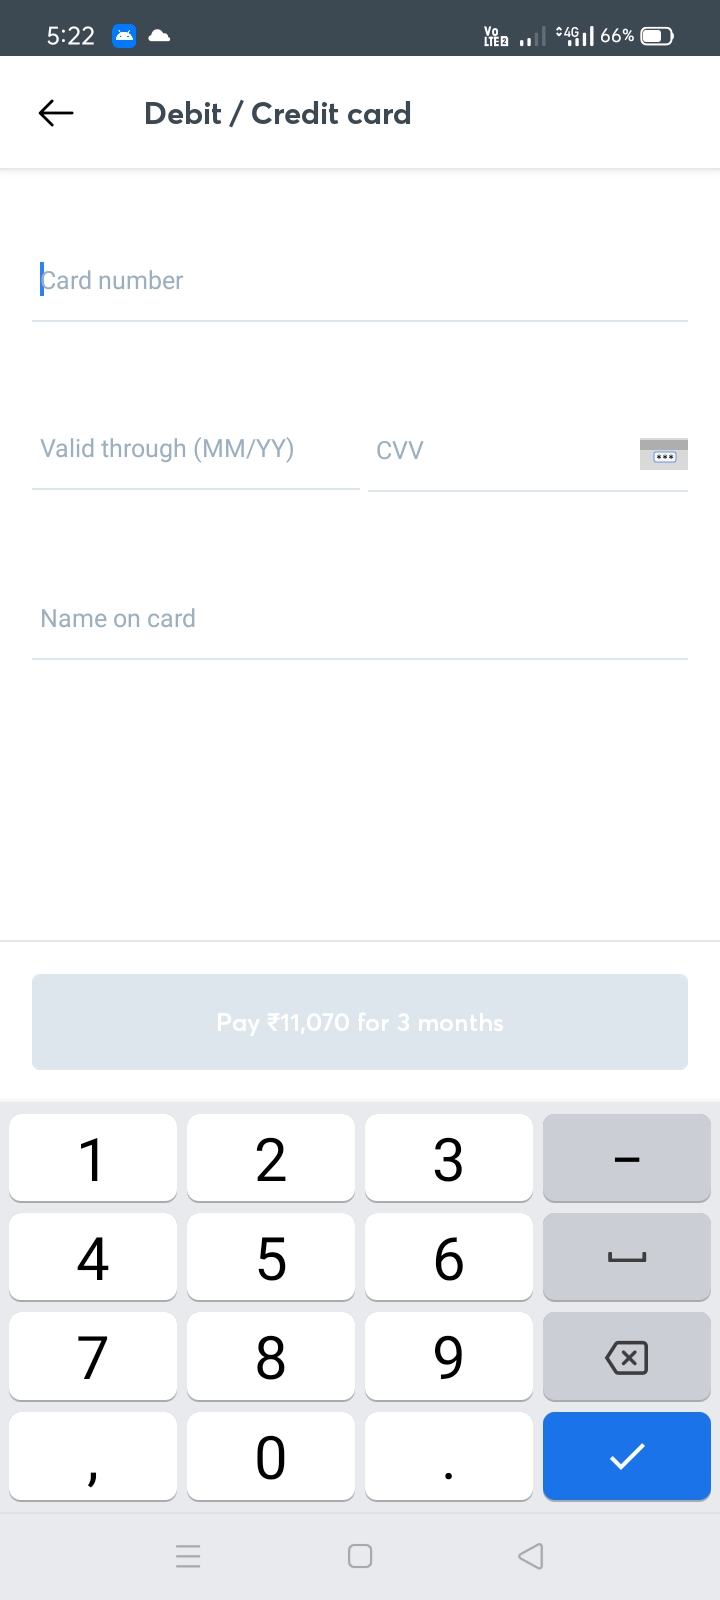 5:22 Vo LTE2 4G 66%
Debit / Credit card
Card number
Valid through (MM/YY) CVV ***
Name on card
Pay ₹11,070 for 3 months
1 2 3 –
4 5 6
7 8 9
, 0 .